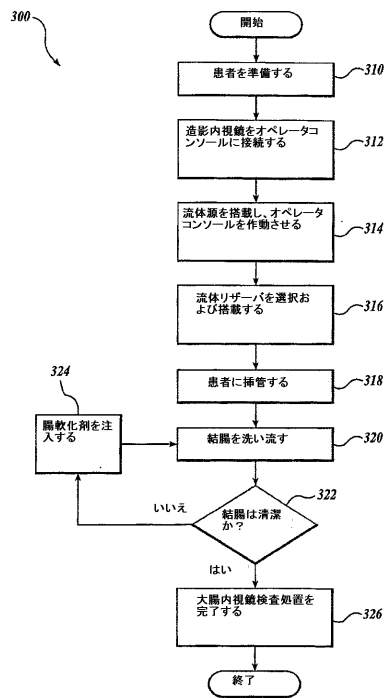 300
開始
患者を準備する
310
造影内視鏡をオペレータコ
ンソールに接続する
312
流体源を搭載し、オペレータ
コンソールを作動させる
314
流体リザーバを選択お
よび搭載する
316
患者に挿管する
318
324
腸軟化剤を注
入する
結腸を洗い流す
320
322
結腸は清潔
か?
いいえ
はい
大腸内視鏡検査処置を
完了する
326
終了